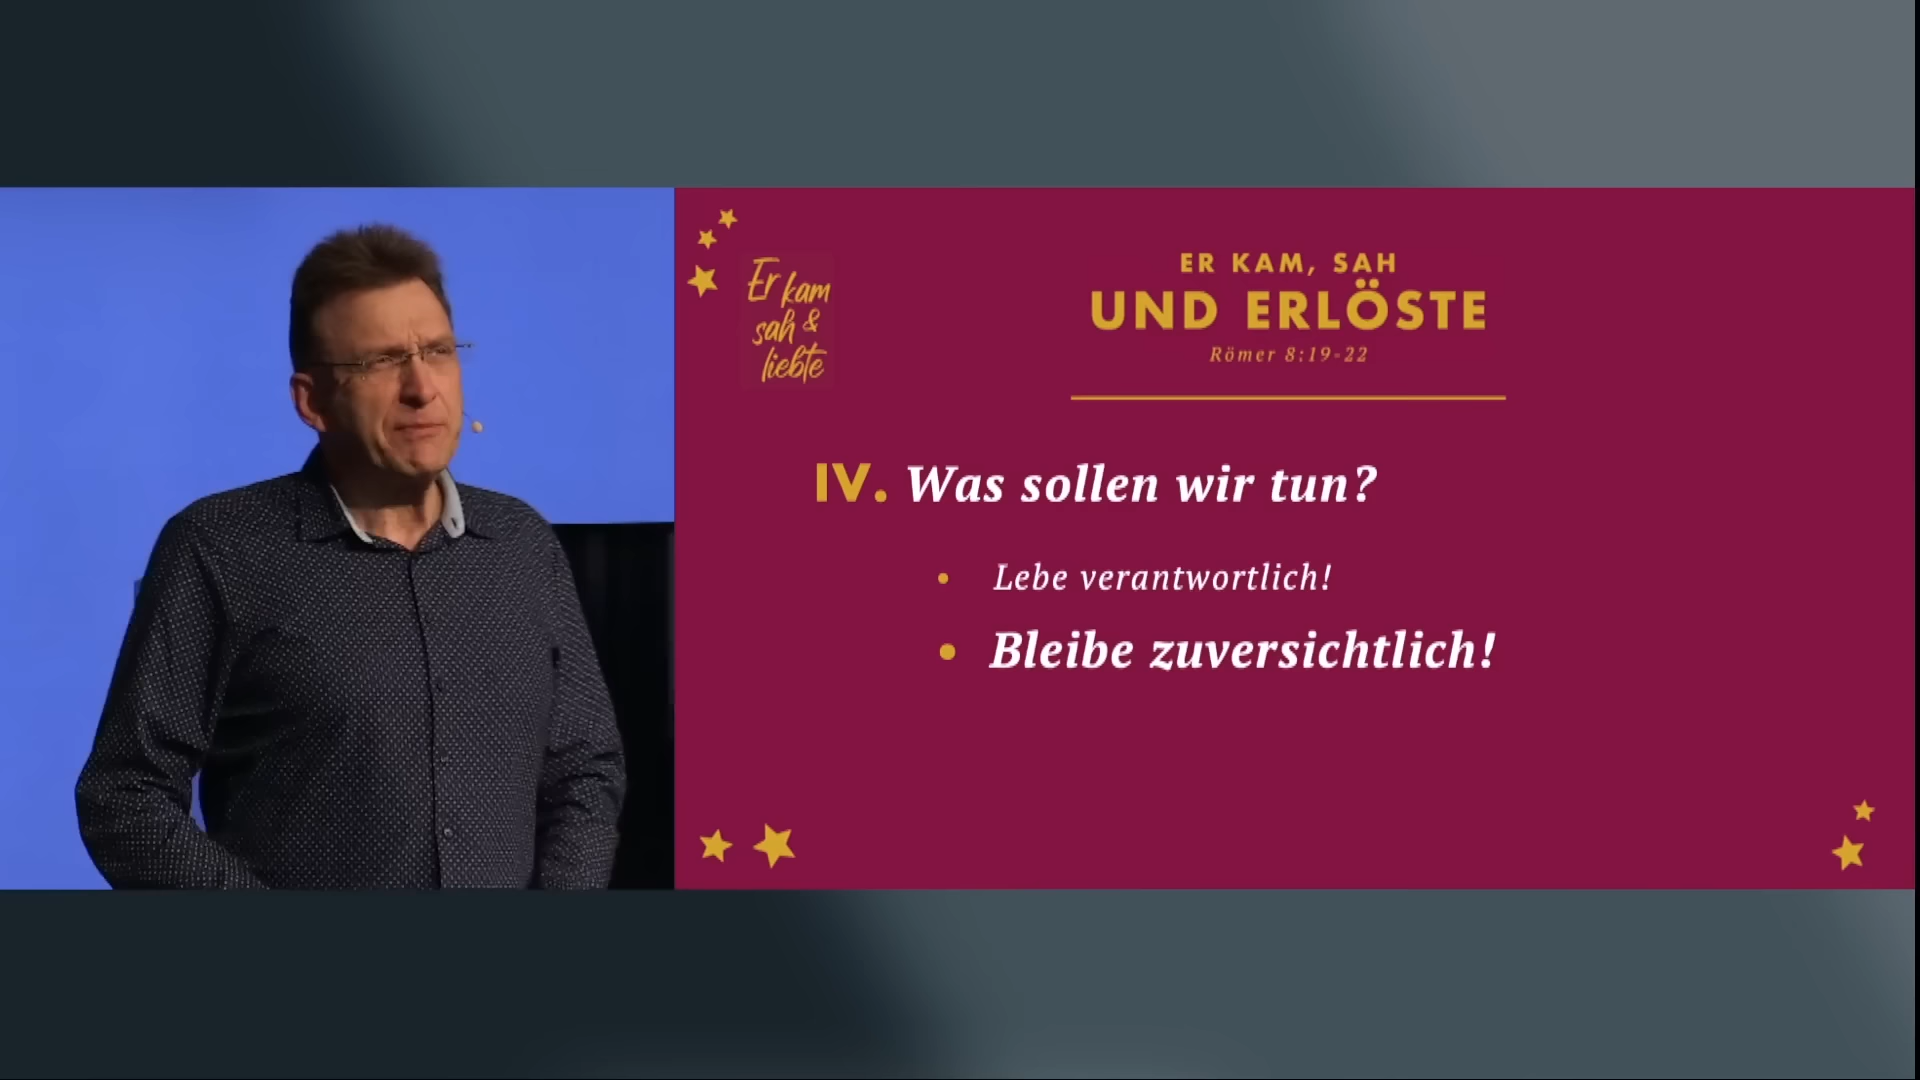 Er kam
sah &
liebte
ER KAM, SAH
UND ERLÖSTE
Römer 8:19-22
IV. Was sollen wir tun?
• Lebe verantwortlich!
• Bleibe zuversichtlich!